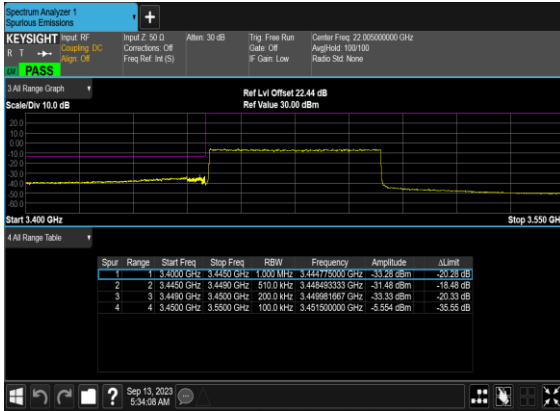 Spectrum Analyzer 1
Spurious Emissions
KEYSIGHT Input: RF Input Z: 50 Ω Atten: 30 dB Trig: Free Run Center Freq: 22.005000000 GHz
R T Coupling: DC Corrections: Off Gate: Off Avg|Hold: 100/100
Align: Off Freq Ref: Int (S) IF Gain: Low Radio Std: None
PASS
3 All Range Graph
Ref Lvl Offset 22.44 dB
Scale/Div 10.0 dB Ref Value 30.00 dBm
20.0
10.0
0.00
-10.0
-20.0
-30.0
-40.0
-50.0
-60.0
Start 3.400 GHz Stop 3.550 GHz
4 All Range Table
Spur Range Start Freq Stop Freq RBW Frequency Amplitude ΔLimit
1 1 3.4000 GHz 3.4450 GHz 1.000 MHz 3.444775000 GHz -33.28 dBm -20.28 dB
2 2 3.4450 GHz 3.4490 GHz 510.0 kHz 3.448493333 GHz -31.48 dBm -18.48 dB
3 3 3.4490 GHz 3.4500 GHz 200.0 kHz 3.449981667 GHz -33.33 dBm -20.33 dB
4 4 3.4500 GHz 3.5500 GHz 100.0 kHz 3.451500000 GHz -5.554 dBm -35.55 dB
Sep 13, 2023
5:34:08 AM